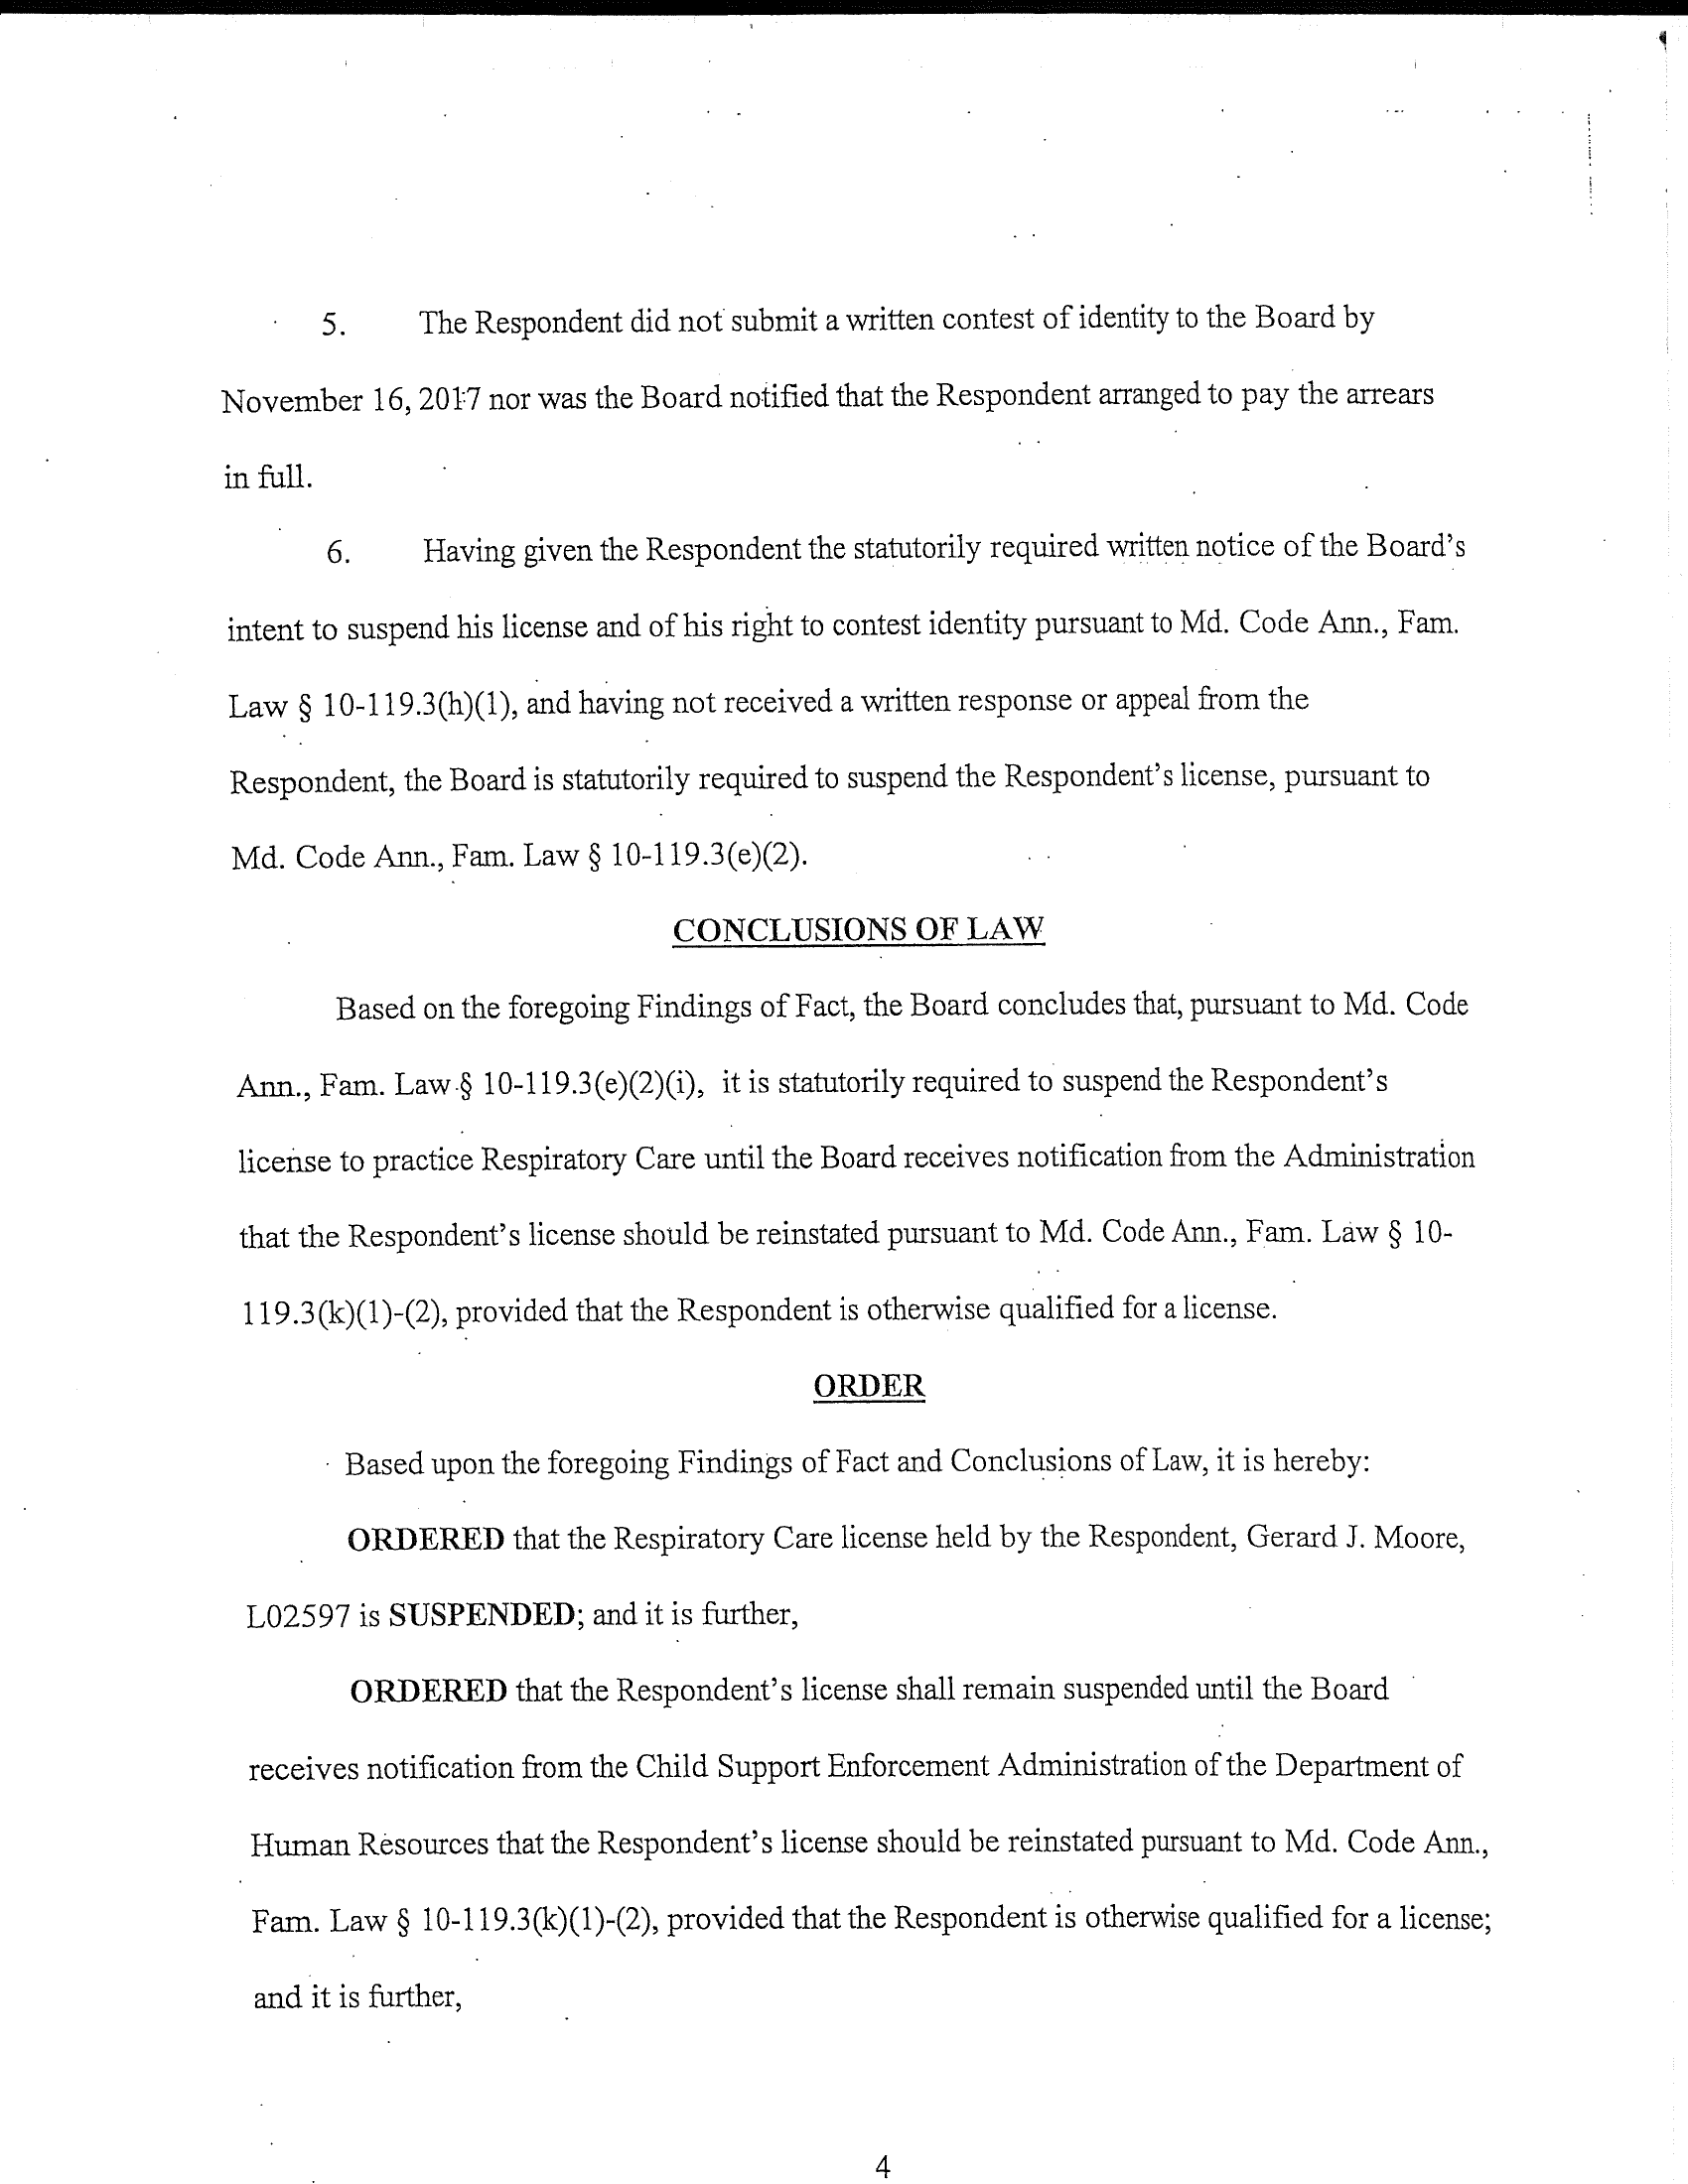 5. The Respondent did not submit a written contest of identity to the Board by
November 16, 2017 nor was the Board notified that the Respondent arranged to pay the arrears
in full.
6. Having given the Respondent the statutorily required written notice of the Board's
intent to suspend his license and of his right to contest identity pursuant to Md. Code Ann., Fam.
Law § 10-119.3(h)(1), and having not received a written response or appeal from the
Respondent, the Board is statutorily required to suspend the Respondent's license, pursuant to
Md. Code Ann., Fam. Law § 10-119.3(e)(2).
CONCLUSIONS OF LAW
Based on the foregoing Findings of Fact, the Board concludes that, pursuant to Md. Code
Ann., Fam. Law § 10-119.3(e)(2)(i), it is statutorily required to suspend the Respondent's
license to practice Respiratory Care until the Board receives notification from the Administration
that the Respondent's license should be reinstated pursuant to Md. Code Ann., Fam. Law § 10-
119.3(k)(1)-(2), provided that the Respondent is otherwise qualified for a license.
ORDER
Based upon the foregoing Findings of Fact and Conclusions of Law, it is hereby:
ORDERED that the Respiratory Care license held by the Respondent, Gerard J. Moore,
L02597 is SUSPENDED; and it is further,
ORDERED that the Respondent's license shall remain suspended until the Board
receives notification from the Child Support Enforcement Administration of the Department of
Human Resources that the Respondent's license should be reinstated pursuant to Md. Code Ann.,
Fam. Law § 10-119.3(k)(1)-(2), provided that the Respondent is otherwise qualified for a license;
and it is further,
4